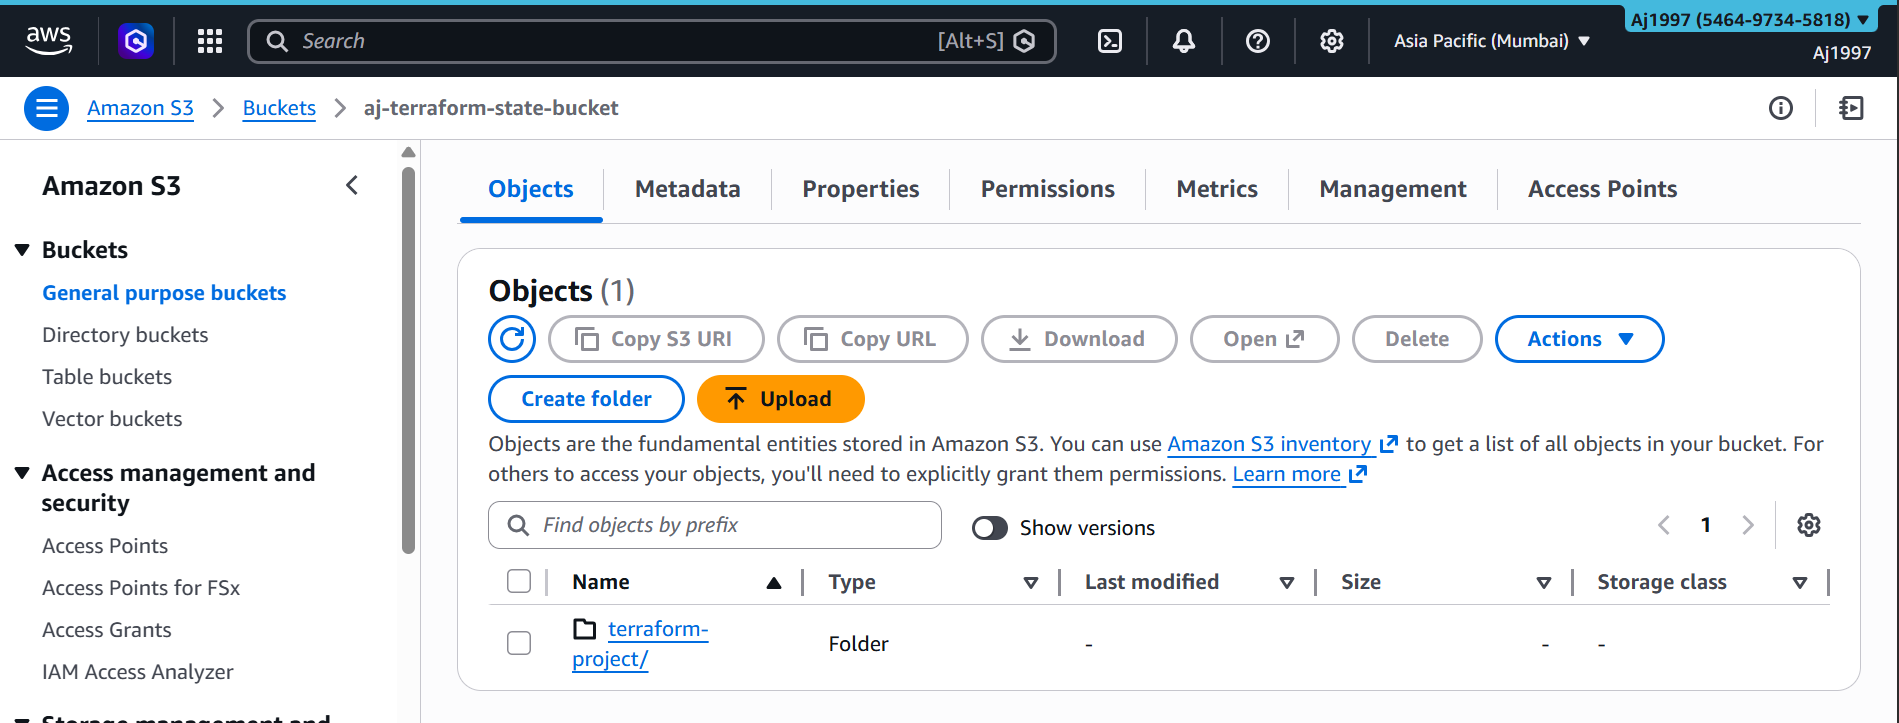 aws
Search
[Alt+S]
Asia Pacific (Mumbai)
Aj1997 (5464-9734-5818)
Aj1997
Amazon S3
Buckets
aj-terraform-state-bucket
Amazon S3
Buckets
General purpose buckets
Directory buckets
Table buckets
Vector buckets
Access management and
security
Access Points
Access Points for FSx
Access Grants
IAM Access Analyzer
Storage management and
Objects
Metadata
Properties
Permissions
Metrics
Management
Access Points
Objects (1)
Copy S3 URI
Copy URL
Download
Open
Delete
Actions
Create folder
Upload
Objects are the fundamental entities stored in Amazon S3. You can use Amazon S3 inventory to get a list of all objects in your bucket. For
others to access your objects, you'll need to explicitly grant them permissions. Learn more
Find objects by prefix
Show versions
1
Name
Type
Last modified
Size
Storage class
terraform-
project/
Folder
-
-
-